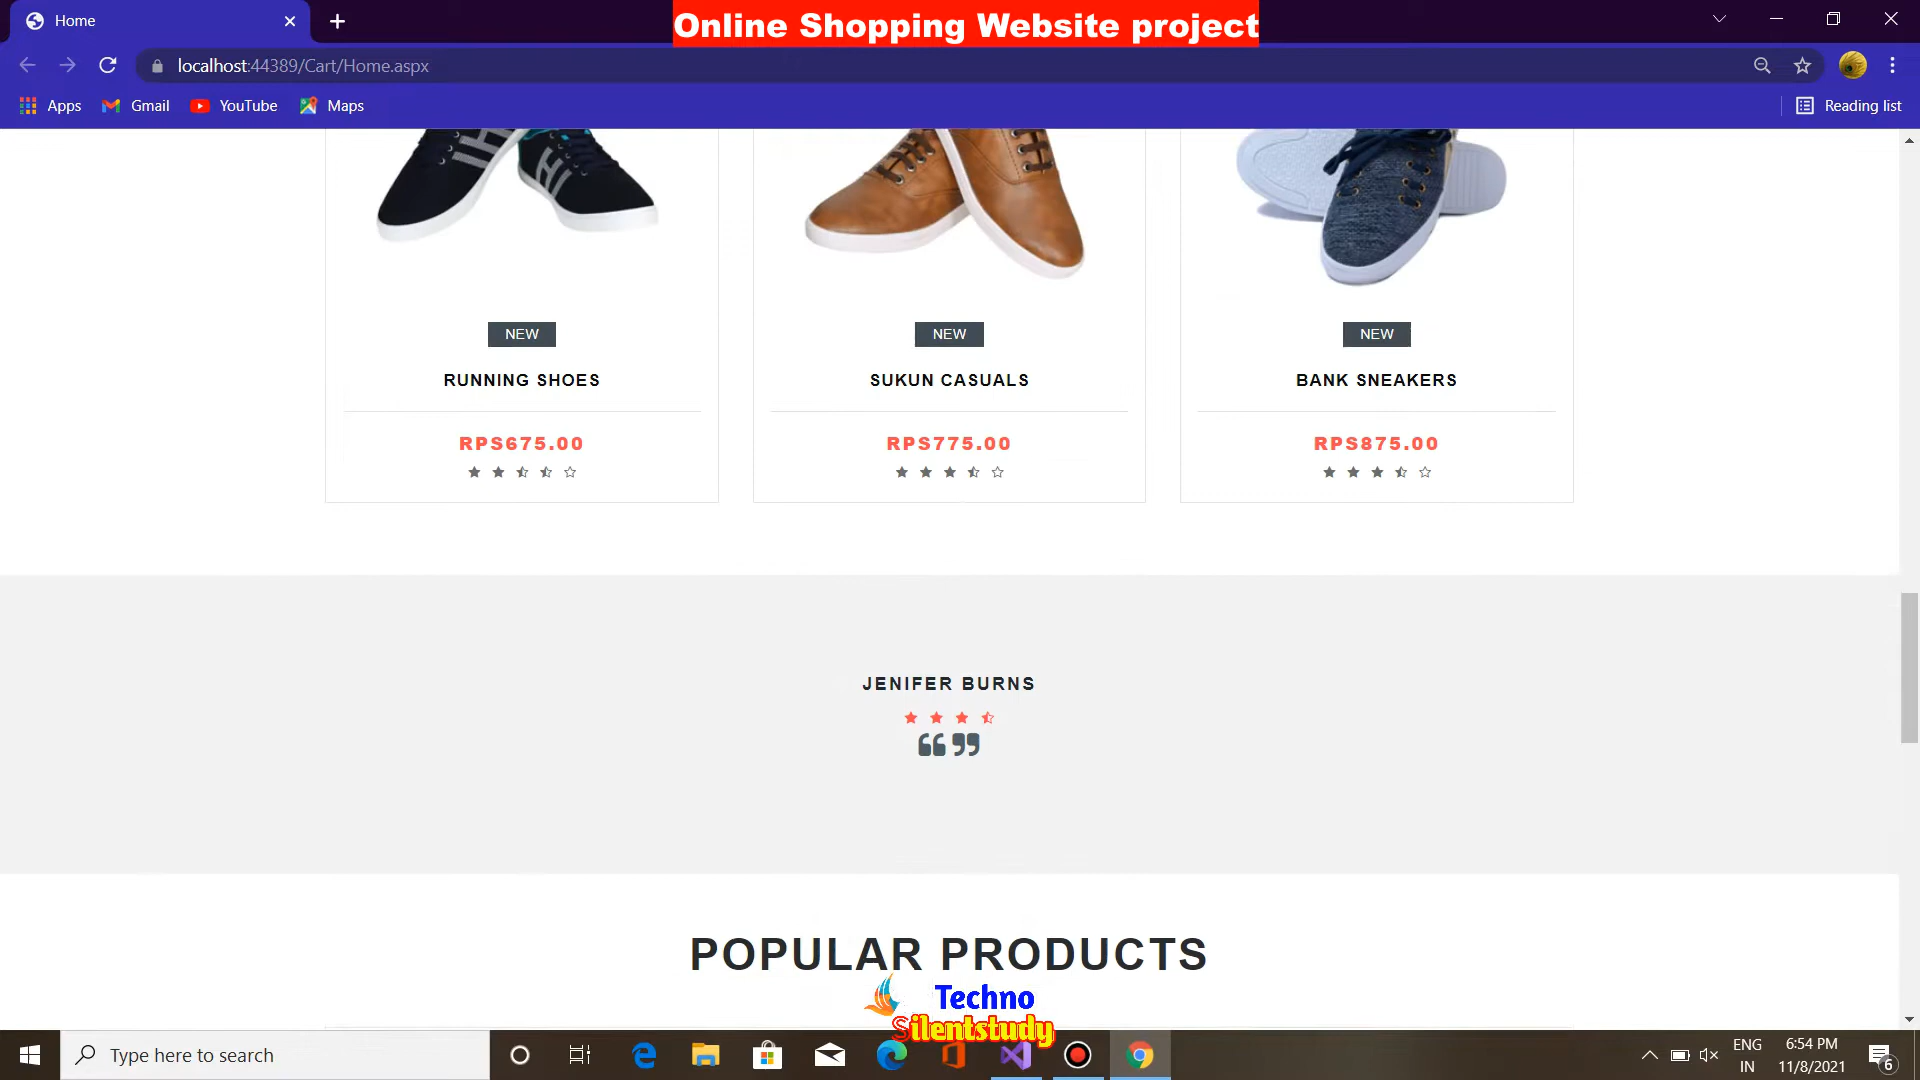 Home
Online Shopping Website project
localhost:44389/Cart/Home.aspx
Apps
Gmail
YouTube
Maps
Reading list
NEW
NEW
NEW
RUNNING SHOES
SUKUN CASUALS
BANK SNEAKERS
RPS675.00
RPS775.00
RPS875.00
JENIFER BURNS
POPULAR PRODUCTS
Techno
Silentstudy
Type here to search
ENG
IN
6:54 PM
11/8/2021
6